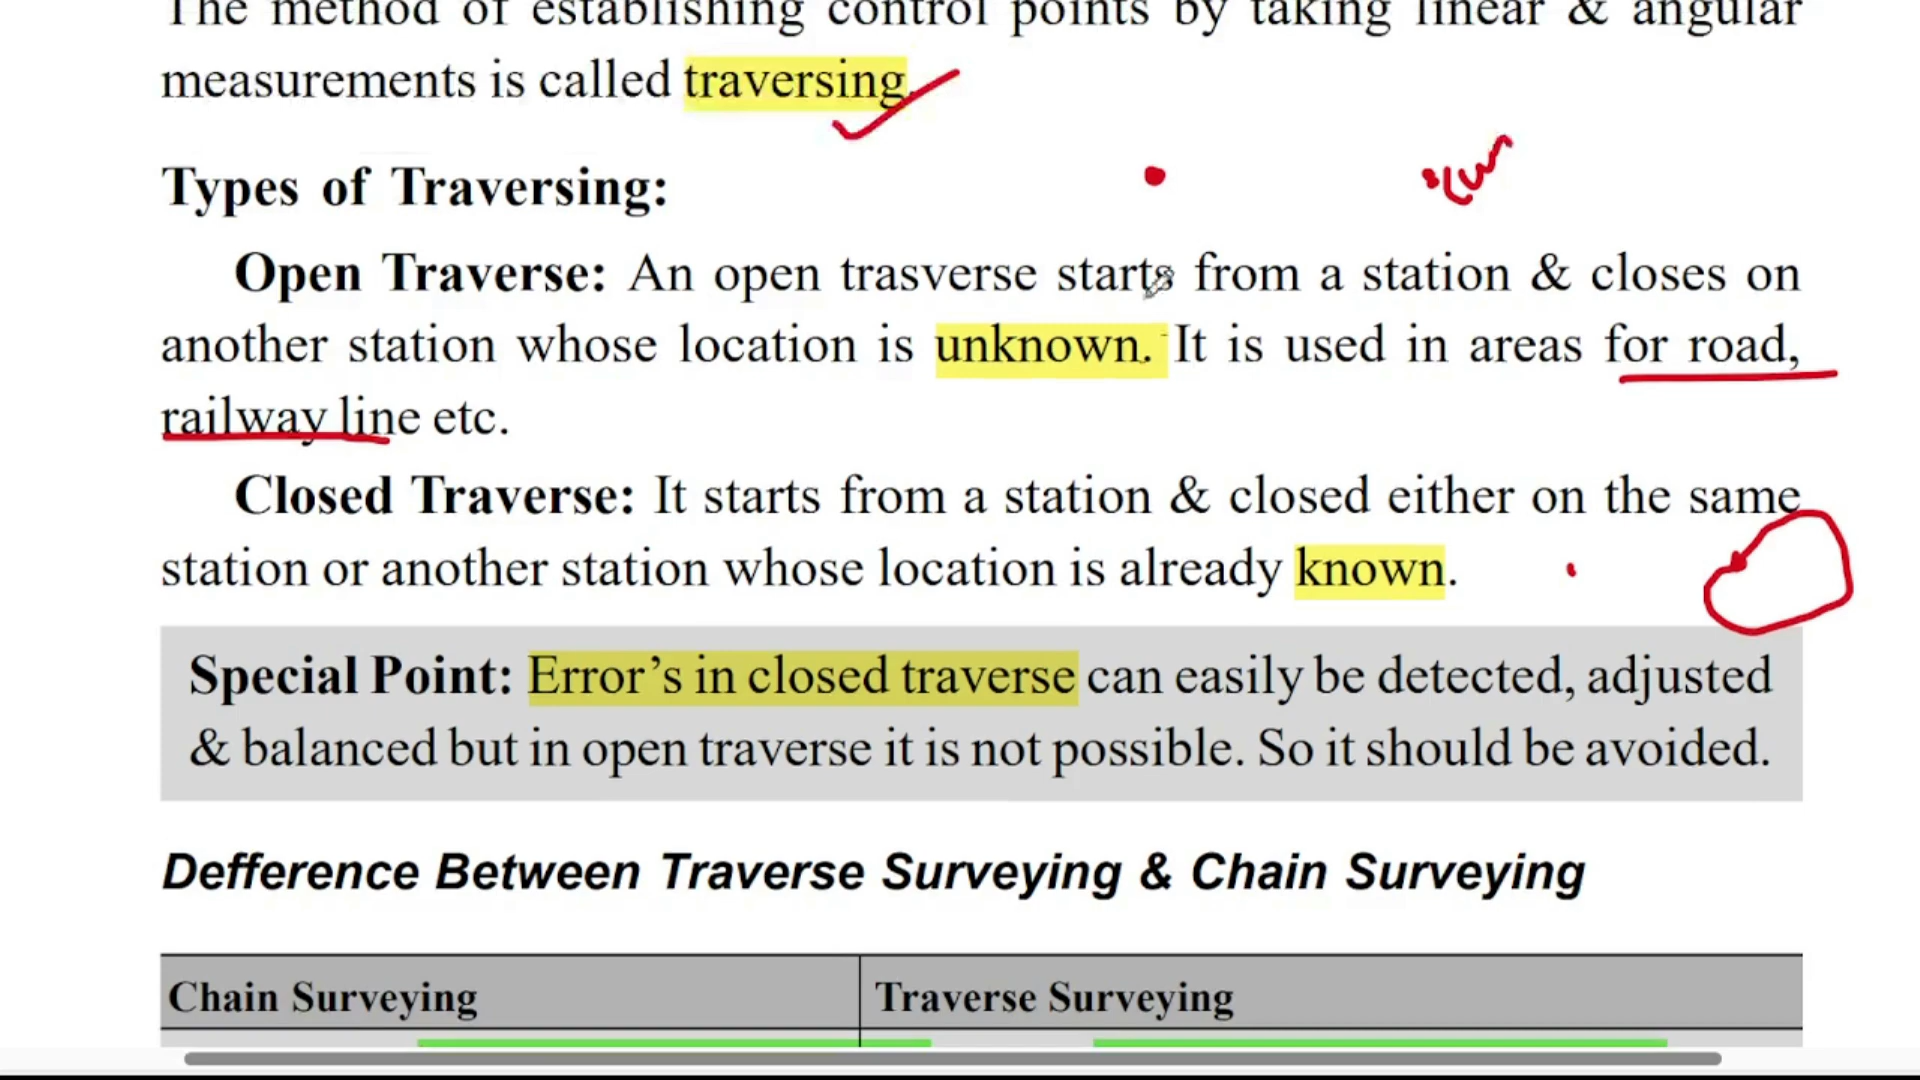 The method of establishing control points by taking linear & angular
measurements is called traversing.
Types of Traversing:
Open Traverse: An open trasverse starts from a station & closes on
another station whose location is unknown. It is used in areas for road,
railway line etc.
Closed Traverse: It starts from a station & closed either on the same
station or another station whose location is already known.
Special Point: Error’s in closed traverse can easily be detected, adjusted
& balanced but in open traverse it is not possible. So it should be avoided.
Defference Between Traverse Surveying & Chain Surveying
Chain Surveying
Traverse Surveying